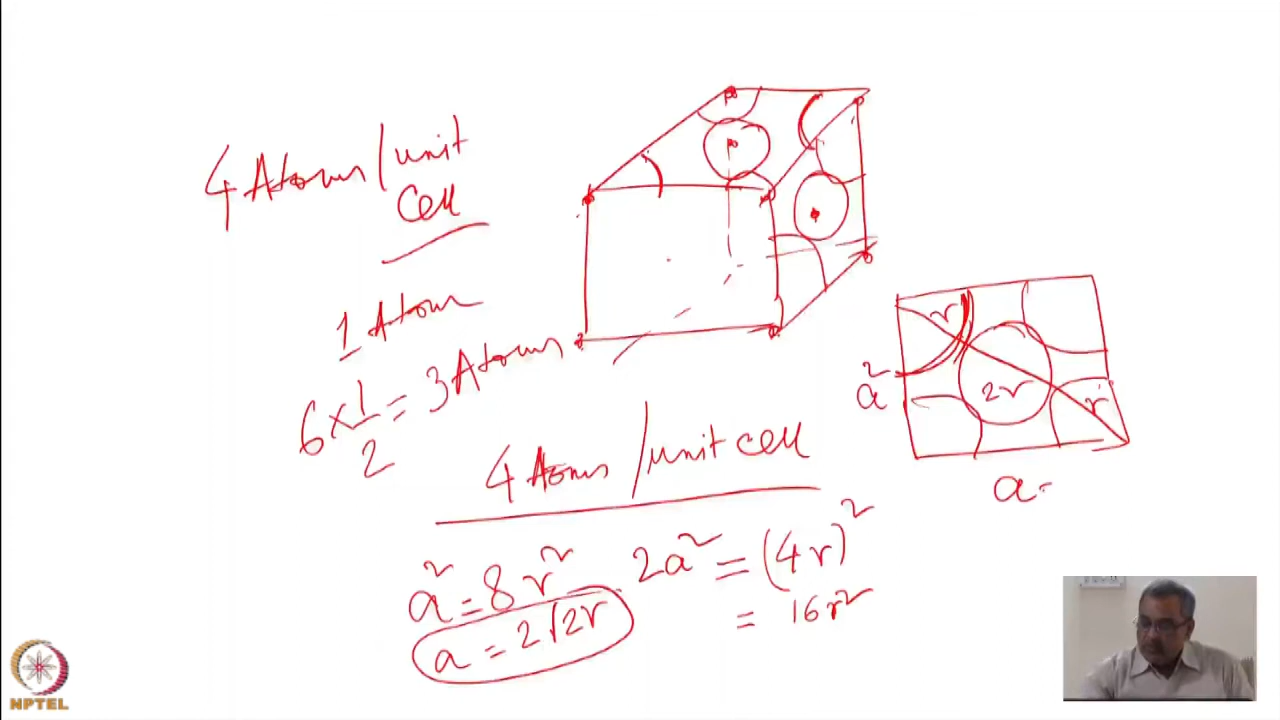 4 Atoms / unit
cell
1 Atom
6 × 1/2 = 3 Atoms
4 Atoms / unit cell
a² = 8r²
a = 2√2r
2a² = (4r)²
= 16r²
r
2r
r
a²
a =
NPTEL